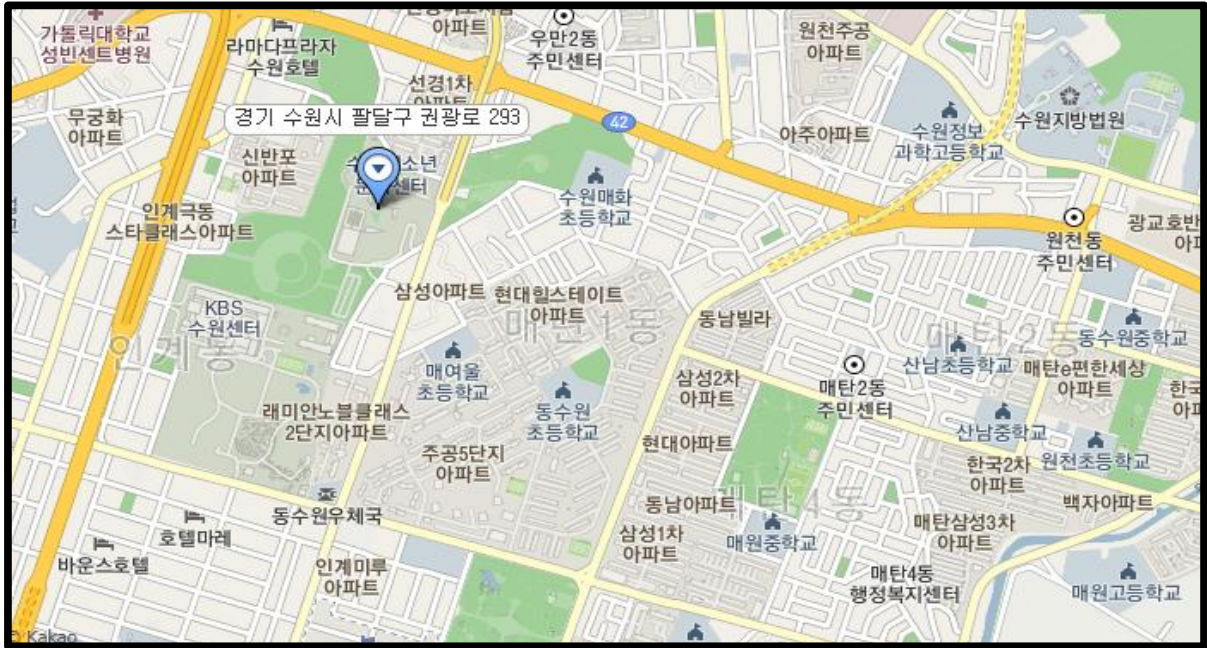 가톨릭대학교
성빈센트병원
라마다프라자
수원호텔
우만2동
주민센터
원천주공
아파트
선경1차
아파트
무궁화
아파트
경기 수원시 팔달구 권광로 293
42
아주아파트
수원정보
과학고등학교
수원지방법원
신반포
아파트
센터
수원매화
초등학교
인계극동
스타클래스아파트
원천동
주민센터
광교호반
KBS
수원센터
삼성아파트
현대힐스테이트
아파트
매탄1동
동남빌라
매탄2동
동수원중학교
인계동
매여울
초등학교
산남초등학교
매탄e편한세상
아파트
한국
삼성2차
아파트
매탄2동
주민센터
동수원
초등학교
래미안노블클래스
2단지아파트
산남중학교
현대아파트
주공5단지
아파트
한국2차
아파트
원천초등학교
동남아파트
매탄4동
백자아파트
동수원우체국
매탄삼성3차
아파트
삼성1차
아파트
매원중학교
호텔마레
바운스호텔
인계미루
아파트
매탄4동
행정복지센터
매원고등학교
© Kakao